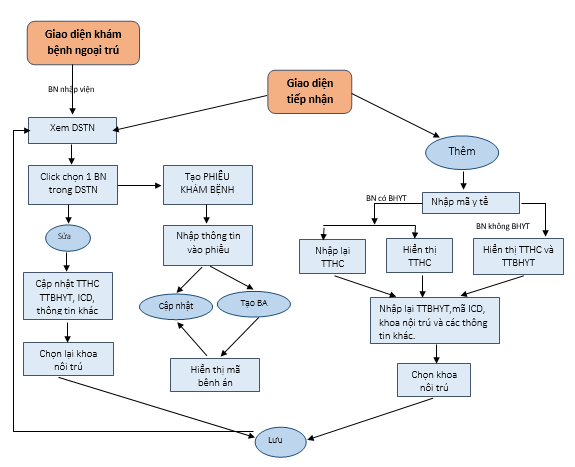 Giao diện khám
bệnh ngoại trú
BN nhập viện
Giao diện
tiếp nhận
Xem DSTN
Thêm
Click chọn 1 BN
trong DSTN
Tạo PHIẾU
KHÁM BỆNH
BN có BHYT
Nhập mã y tế
BN không BHYT
Sửa
Nhập thông tin
vào phiếu
Nhập lại
TTHC
Hiển thị
TTHC
Hiển thị TTHC và
TTBHYT
Cập nhật TTHC
TTBHYT, ICD,
thông tin khác
Cập nhật
Tạo BA
Nhập lại TTBHYT,mã ICD,
khoa nội trú và các thông
tin khác.
Chọn lại khoa
nôi trú
Hiển thị mã
bênh án
Chọn khoa
nôi trú
Lưu